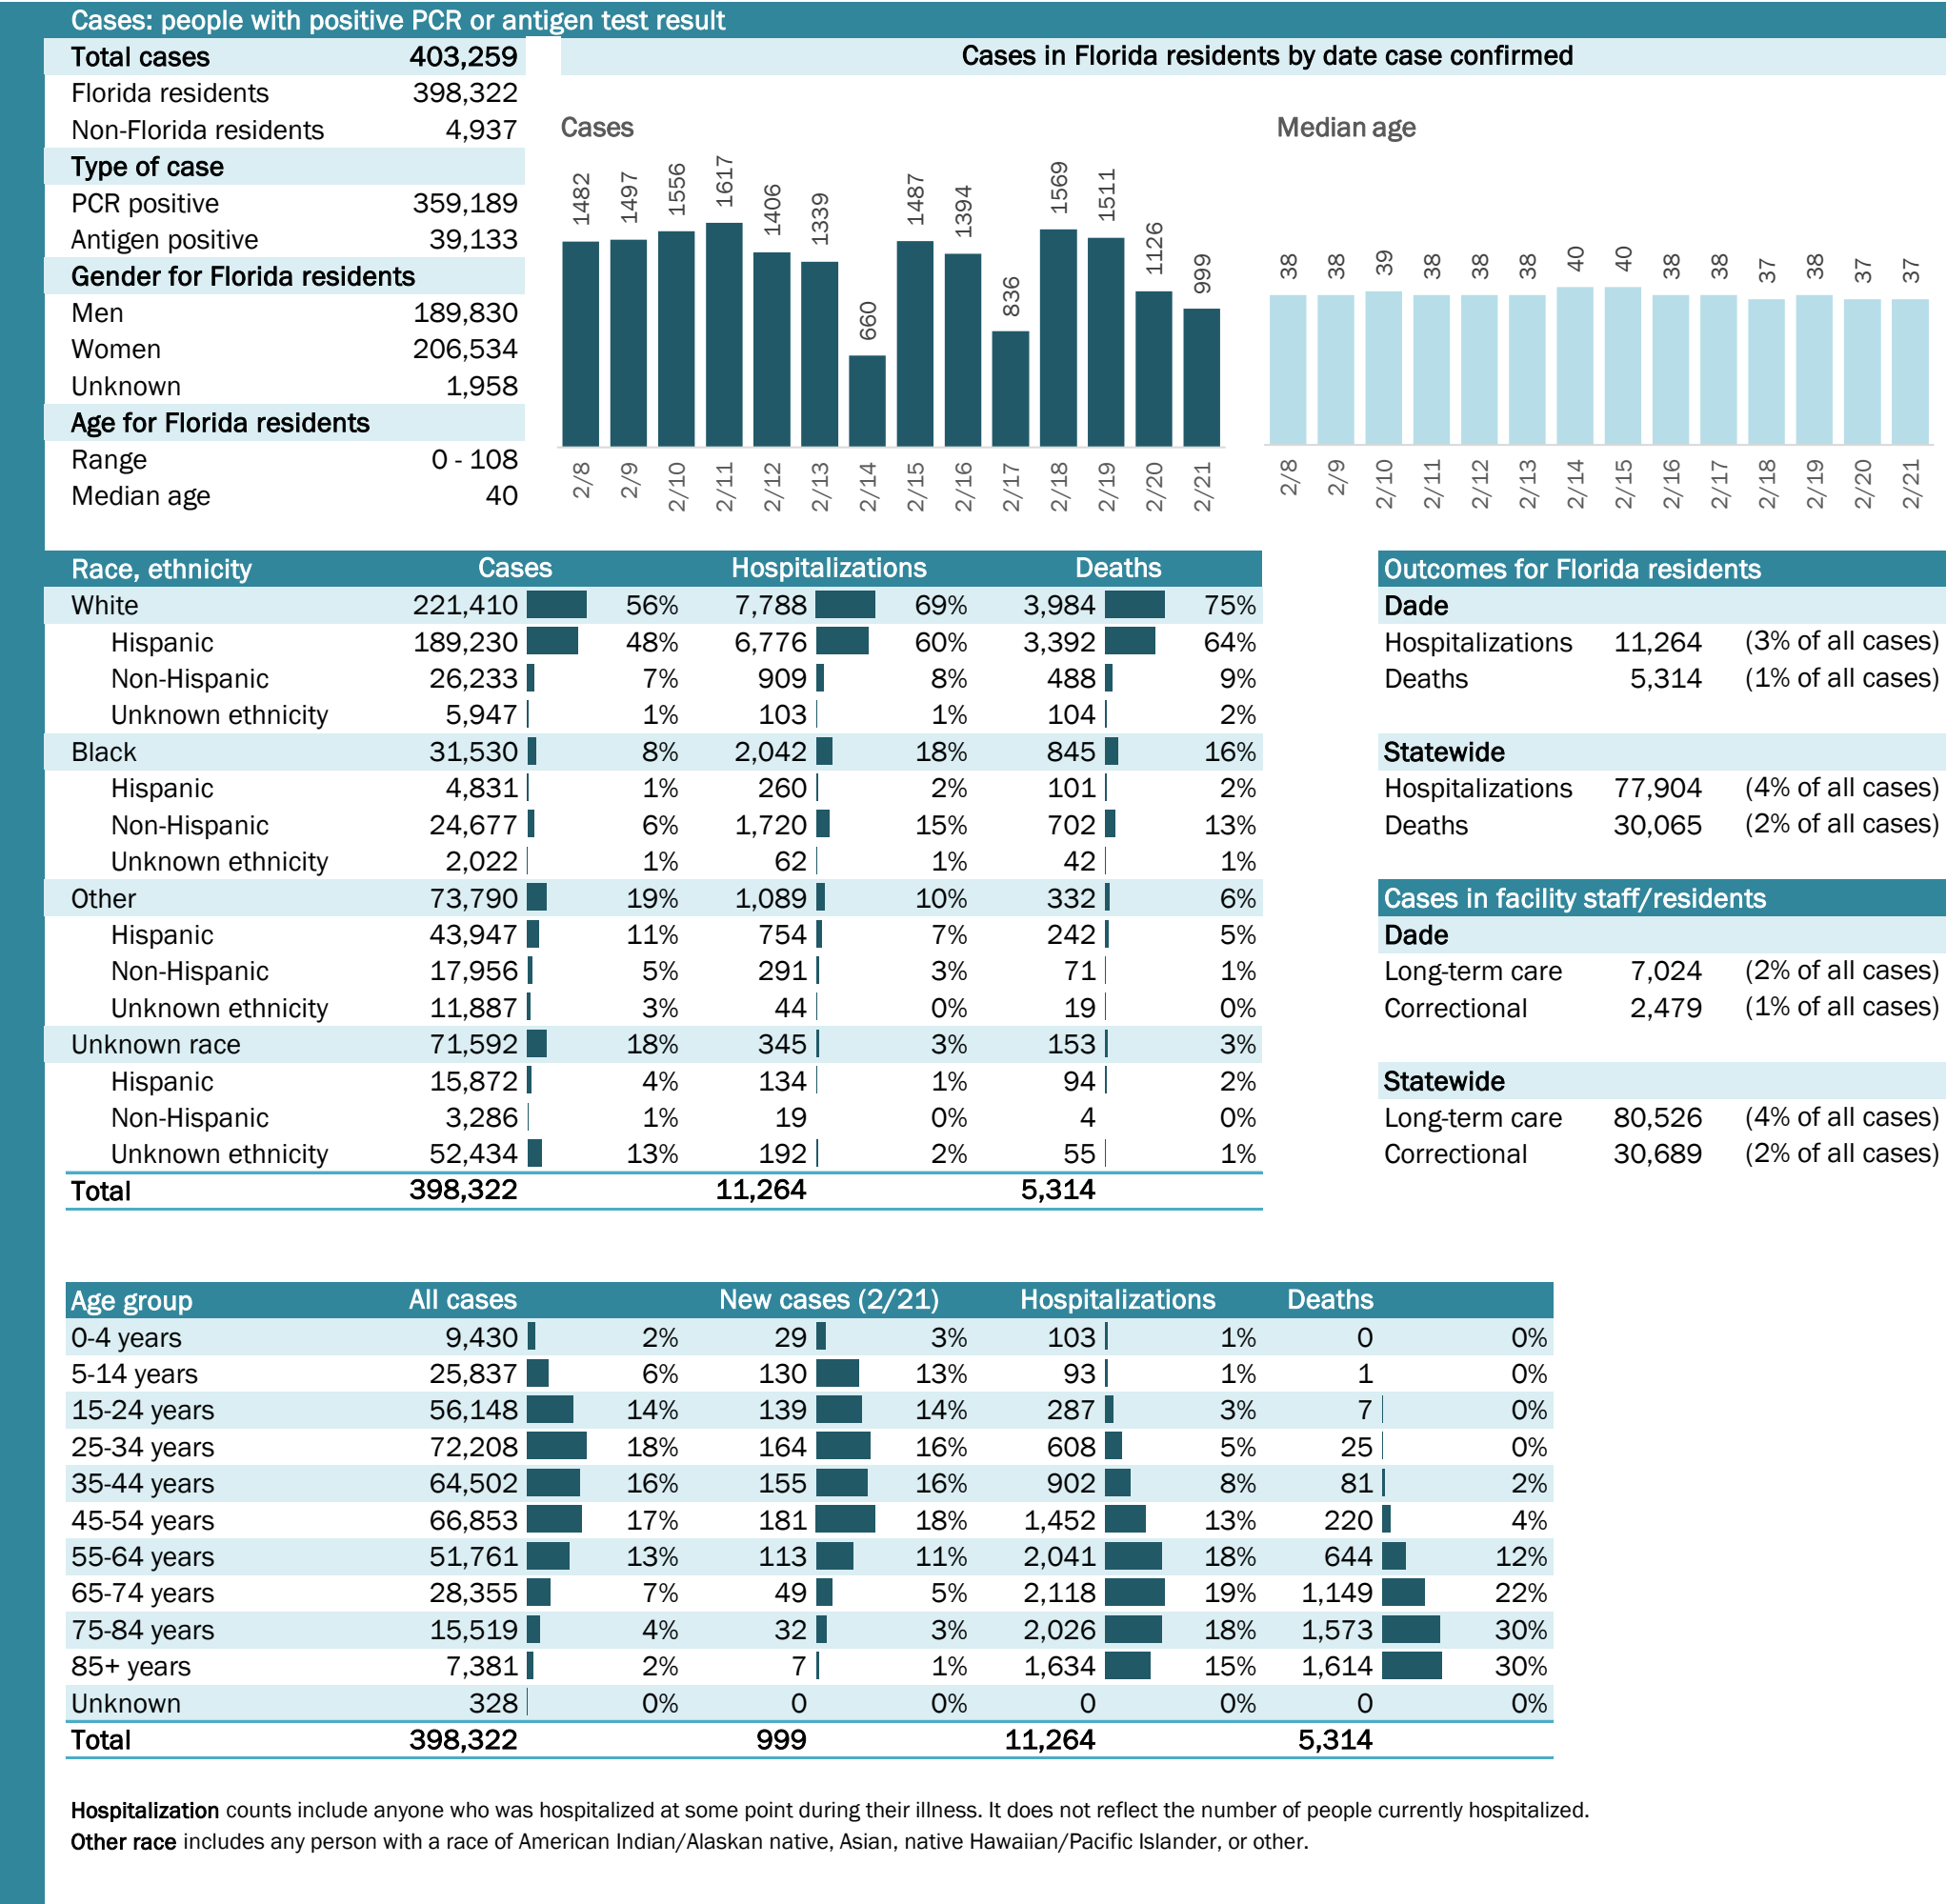 Cases: people with positive PCR or antigen test result
Total cases 403,259
Florida residents 398,322
Non-Florida residents 4,937
Type of case
PCR positive 359,189
Antigen positive 39,133
Gender for Florida residents
Men 189,830
Women 206,534
Unknown 1,958
Age for Florida residents
Range 0 - 108
Median age 40
Cases in Florida residents by date case confirmed
Cases
1482 1497 1556 1617 1406 1339 660 1487 1394 836 1569 1511 1126 999
2/8 2/9 2/10 2/11 2/12 2/13 2/14 2/15 2/16 2/17 2/18 2/19 2/20 2/21
Median age
38 38 39 38 38 38 40 40 38 38 37 38 37 37
2/8 2/9 2/10 2/11 2/12 2/13 2/14 2/15 2/16 2/17 2/18 2/19 2/20 2/21
Race, ethnicity Cases Hospitalizations Deaths
White 221,410 56% 7,788 69% 3,984 75%
Hispanic 189,230 48% 6,776 60% 3,392 64%
Non-Hispanic 26,233 7% 909 8% 488 9%
Unknown ethnicity 5,947 1% 103 1% 104 2%
Black 31,530 8% 2,042 18% 845 16%
Hispanic 4,831 1% 260 2% 101 2%
Non-Hispanic 24,677 6% 1,720 15% 702 13%
Unknown ethnicity 2,022 1% 62 1% 42 1%
Other 73,790 19% 1,089 10% 332 6%
Hispanic 43,947 11% 754 7% 242 5%
Non-Hispanic 17,956 5% 291 3% 71 1%
Unknown ethnicity 11,887 3% 44 0% 19 0%
Unknown race 71,592 18% 345 3% 153 3%
Hispanic 15,872 4% 134 1% 94 2%
Non-Hispanic 3,286 1% 19 0% 4 0%
Unknown ethnicity 52,434 13% 192 2% 55 1%
Total 398,322 11,264 5,314
Outcomes for Florida residents
Dade
Hospitalizations 11,264 (3% of all cases)
Deaths 5,314 (1% of all cases)
Statewide
Hospitalizations 77,904 (4% of all cases)
Deaths 30,065 (2% of all cases)
Cases in facility staff/residents
Dade
Long-term care 7,024 (2% of all cases)
Correctional 2,479 (1% of all cases)
Statewide
Long-term care 80,526 (4% of all cases)
Correctional 30,689 (2% of all cases)
Age group All cases New cases (2/21) Hospitalizations Deaths
0-4 years 9,430 2% 29 3% 103 1% 0 0%
5-14 years 25,837 6% 130 13% 93 1% 1 0%
15-24 years 56,148 14% 139 14% 287 3% 7 0%
25-34 years 72,208 18% 164 16% 608 5% 25 0%
35-44 years 64,502 16% 155 16% 902 8% 81 2%
45-54 years 66,853 17% 181 18% 1,452 13% 220 4%
55-64 years 51,761 13% 113 11% 2,041 18% 644 12%
65-74 years 28,355 7% 49 5% 2,118 19% 1,149 22%
75-84 years 15,519 4% 32 3% 2,026 18% 1,573 30%
85+ years 7,381 2% 7 1% 1,634 15% 1,614 30%
Unknown 328 0% 0 0% 0 0% 0 0%
Total 398,322 999 11,264 5,314
Hospitalization counts include anyone who was hospitalized at some point during their illness. It does not reflect the number of people currently hospitalized.
Other race includes any person with a race of American Indian/Alaskan native, Asian, native Hawaiian/Pacific Islander, or other.